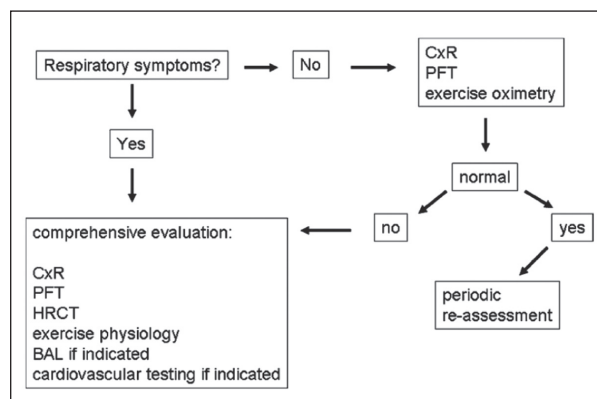 Respiratory symptoms?
No
CxR
PFT
exercise oximetry
Yes
normal
no
yes
comprehensive evaluation:
CxR
PFT
HRCT
exercise physiology
BAL if indicated
cardiovascular testing if indicated
periodic
re-assessment